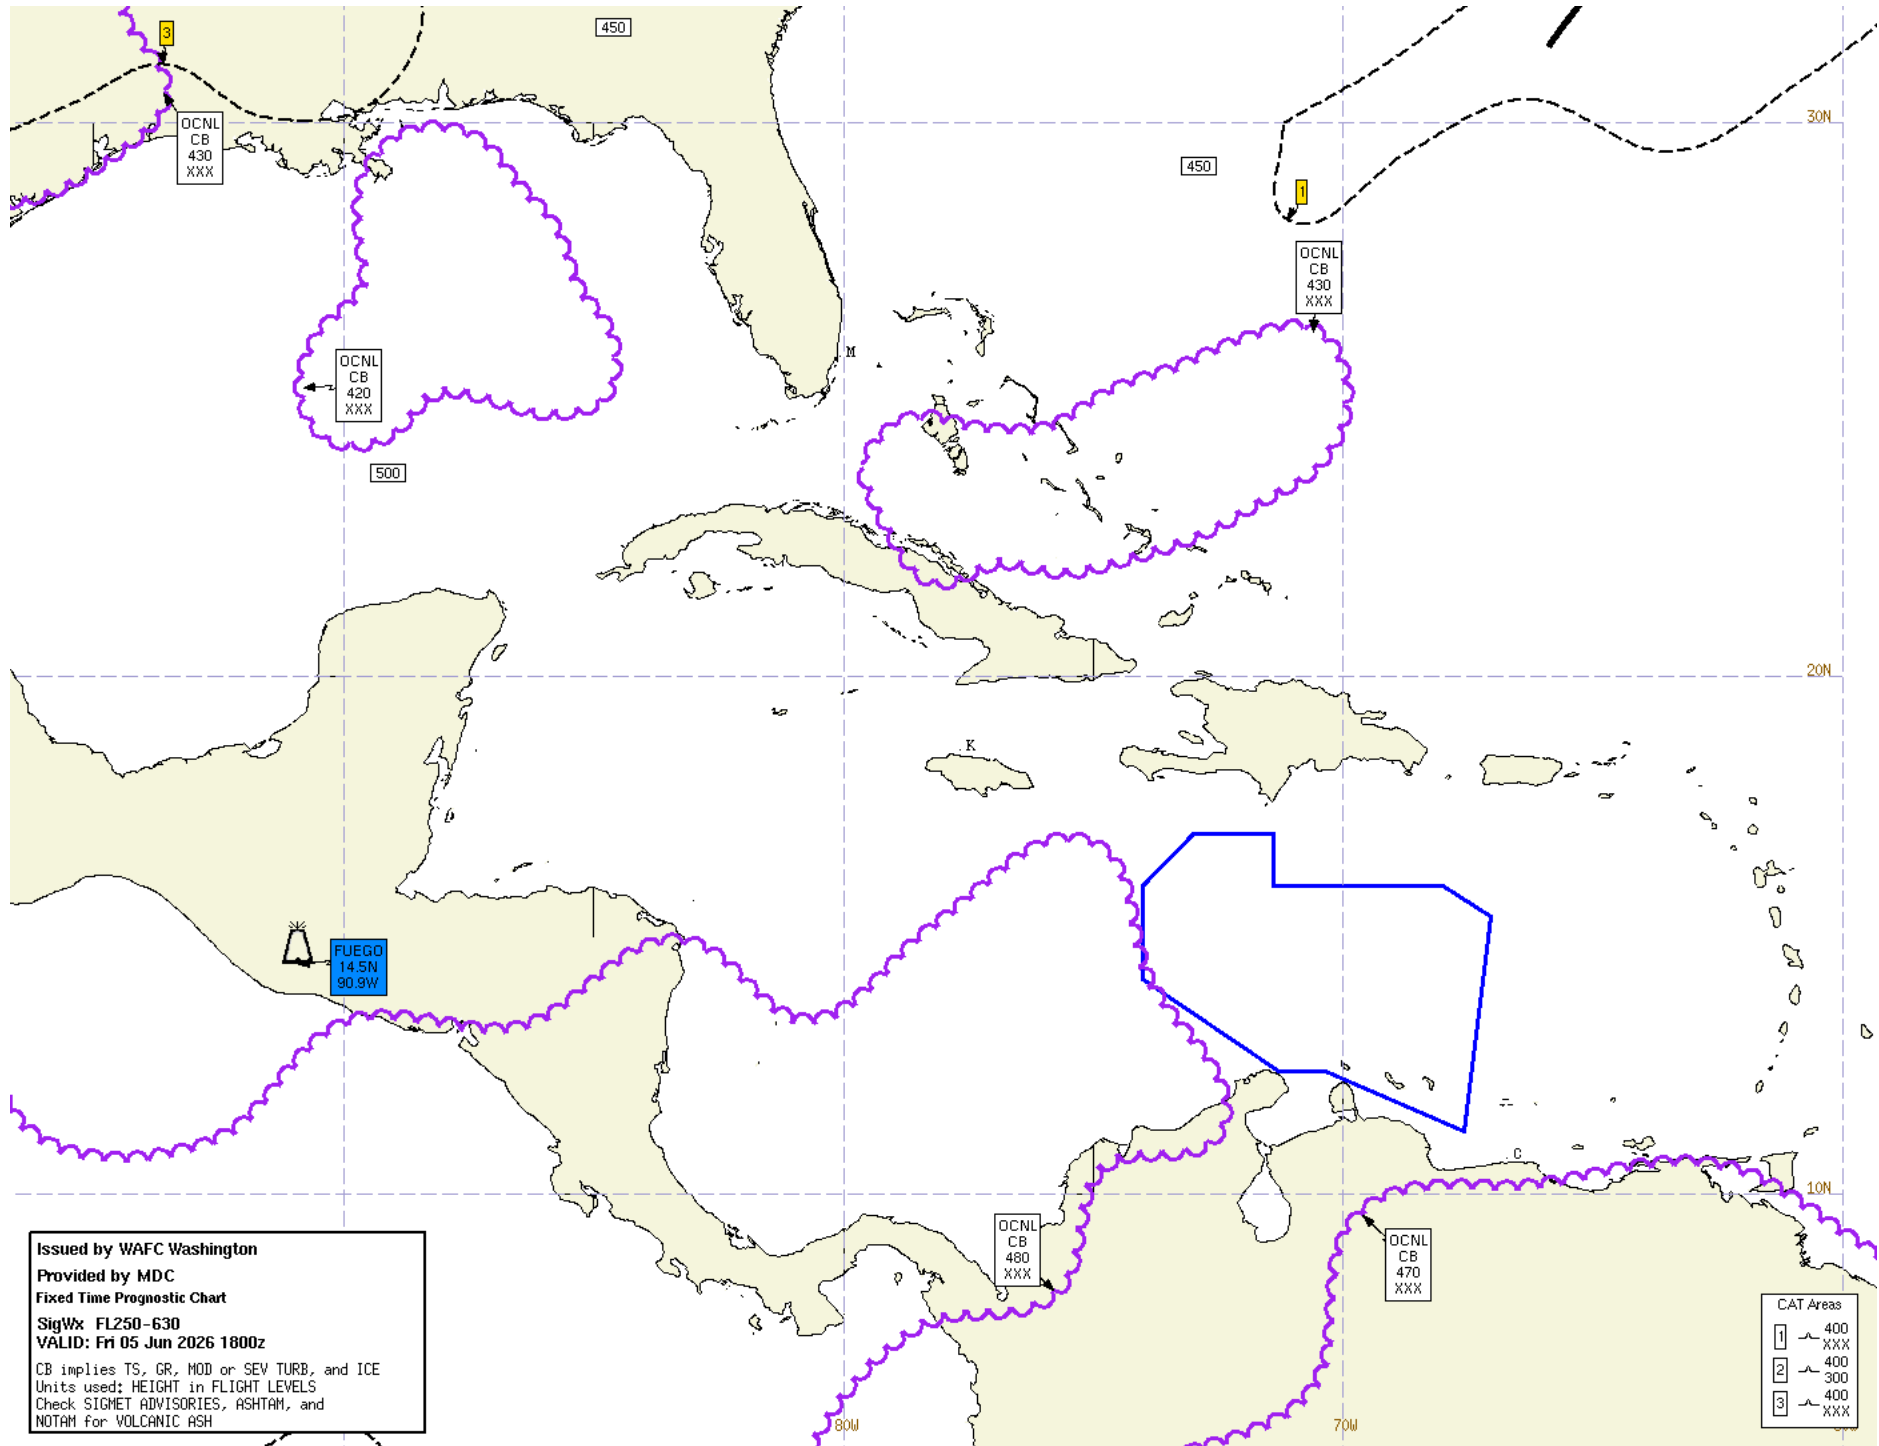 3
450
OCNL
CB
430
XXX
30N
450
1
OCNL
CB
430
XXX
OCNL
CB
420
XXX
M
500
20N
K
FUEGO
14.5N
90.9W
C
10N
OCNL
CB
480
XXX
OCNL
CB
470
XXX
Issued by WAFC Washington
Provided by MDC
Fixed Time Prognostic Chart
SigWx FL250-630
VALID: Fri 05 Jun 2026 1800z
CB implies TS, GR, MOD or SEV TURB, and ICE
Units used: HEIGHT in FLIGHT LEVELS
Check SIGMET ADVISORIES, ASHTAM, and
NOTAM for VOLCANIC ASH
CAT Areas
1 400
XXX
2 400
300
3 400
XXX
80W
70W